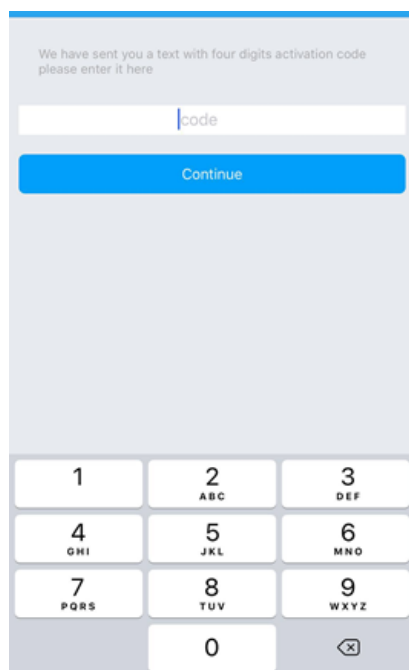 We have sent you a text with four digits activation code
please enter it here
code
Continue
1 2 3
ABC DEF
4 5 6
GHI JKL MNO
7 8 9
PQRS TUV WXYZ
0